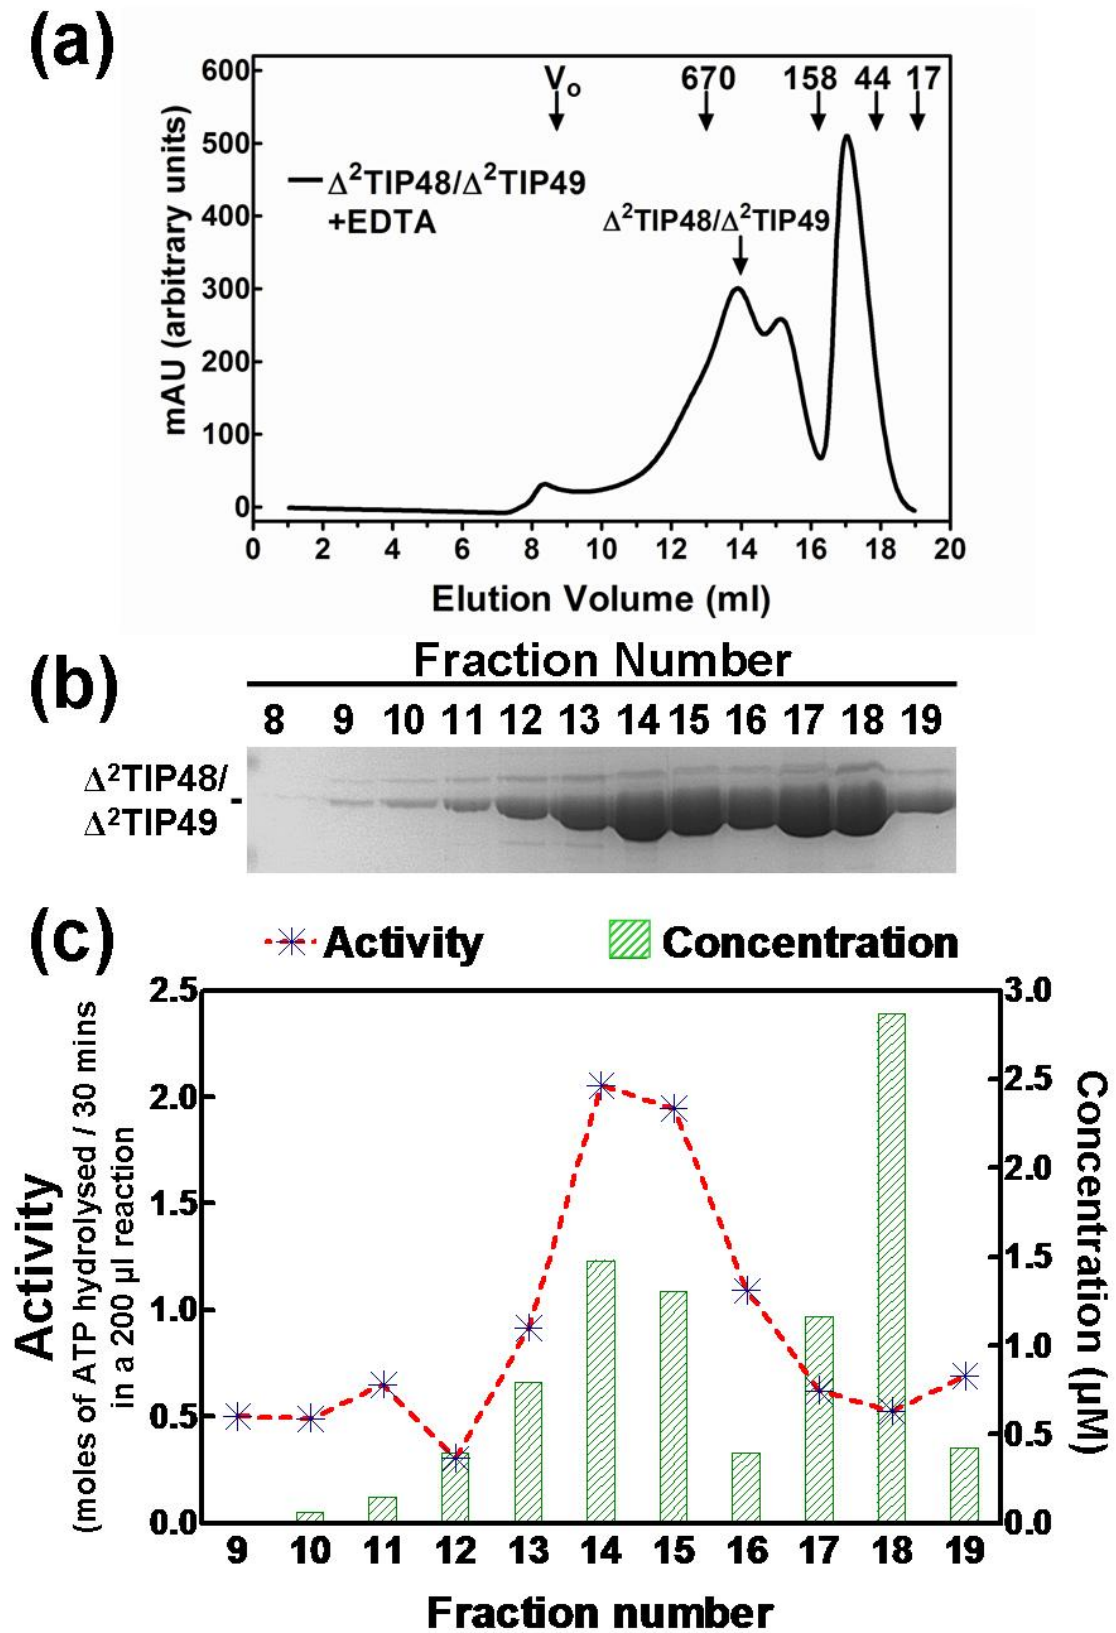 (a)
600
500
400
300
200
100
0
mAU (arbitrary units)
Vo 670 158 44 17
Δ²TIP48/Δ²TIP49
+EDTA
Δ²TIP48/Δ²TIP49
0 2 4 6 8 10 12 14 16 18 20
Elution Volume (ml)
(b)
Fraction Number
8 9 10 11 12 13 14 15 16 17 18 19
Δ²TIP48/
Δ²TIP49
(c)
Activity Concentration
2.5
2.0
1.5
1.0
0.5
0.0
Activity
(moles of ATP hydrolysed / 30 mins
in a 200 µl reaction
3.0
2.5
2.0
1.5
1.0
0.5
0.0
Concentration (µM)
9 10 11 12 13 14 15 16 17 18 19
Fraction number